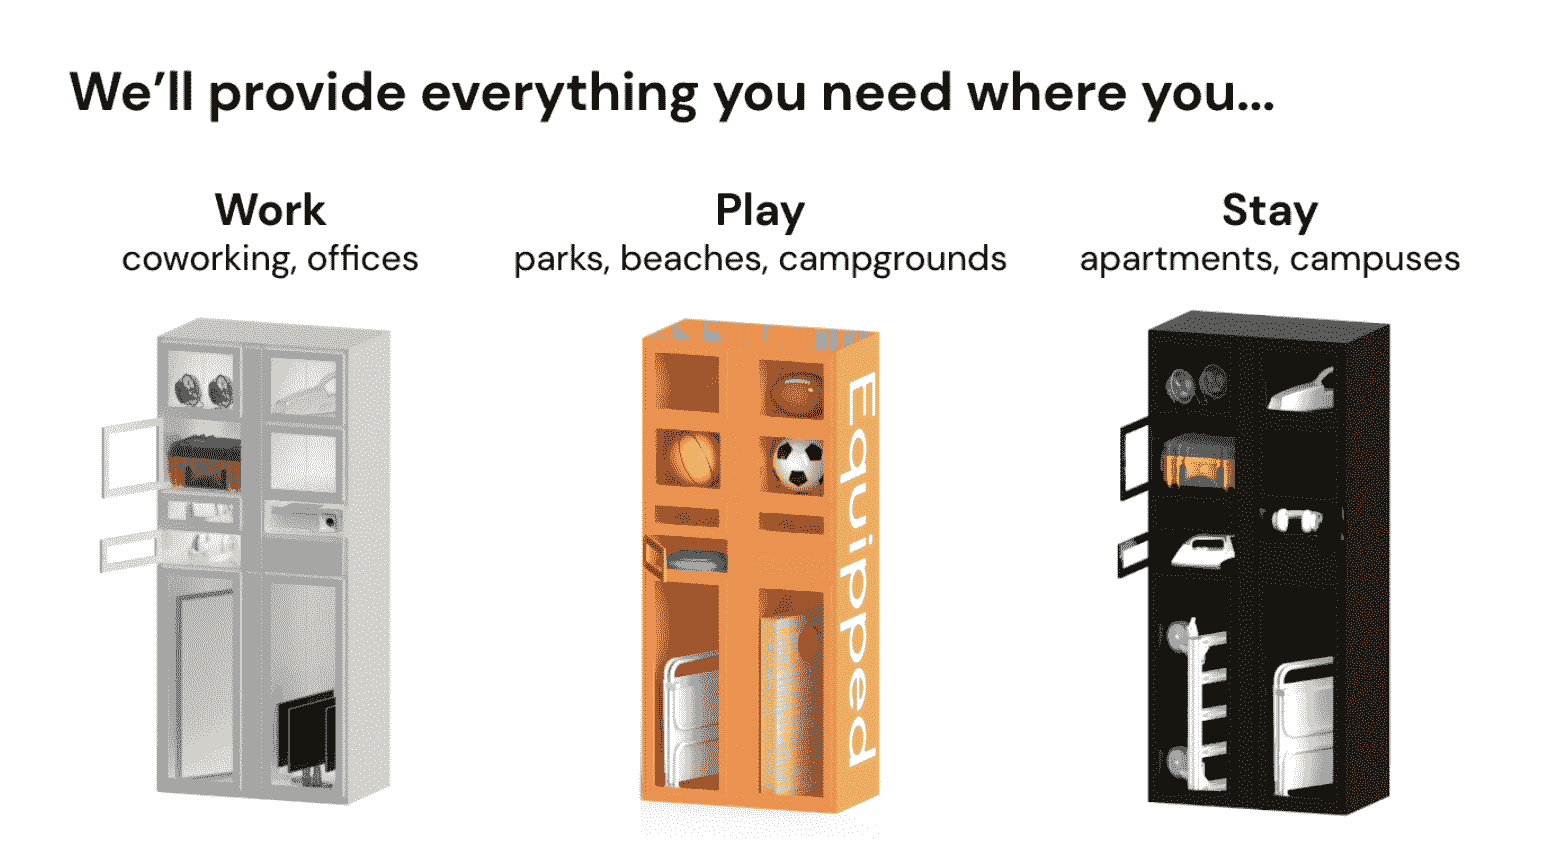 We’ll provide everything you need where you...
Work
coworking, offices
Play
parks, beaches, campgrounds
Stay
apartments, campuses
Equipped